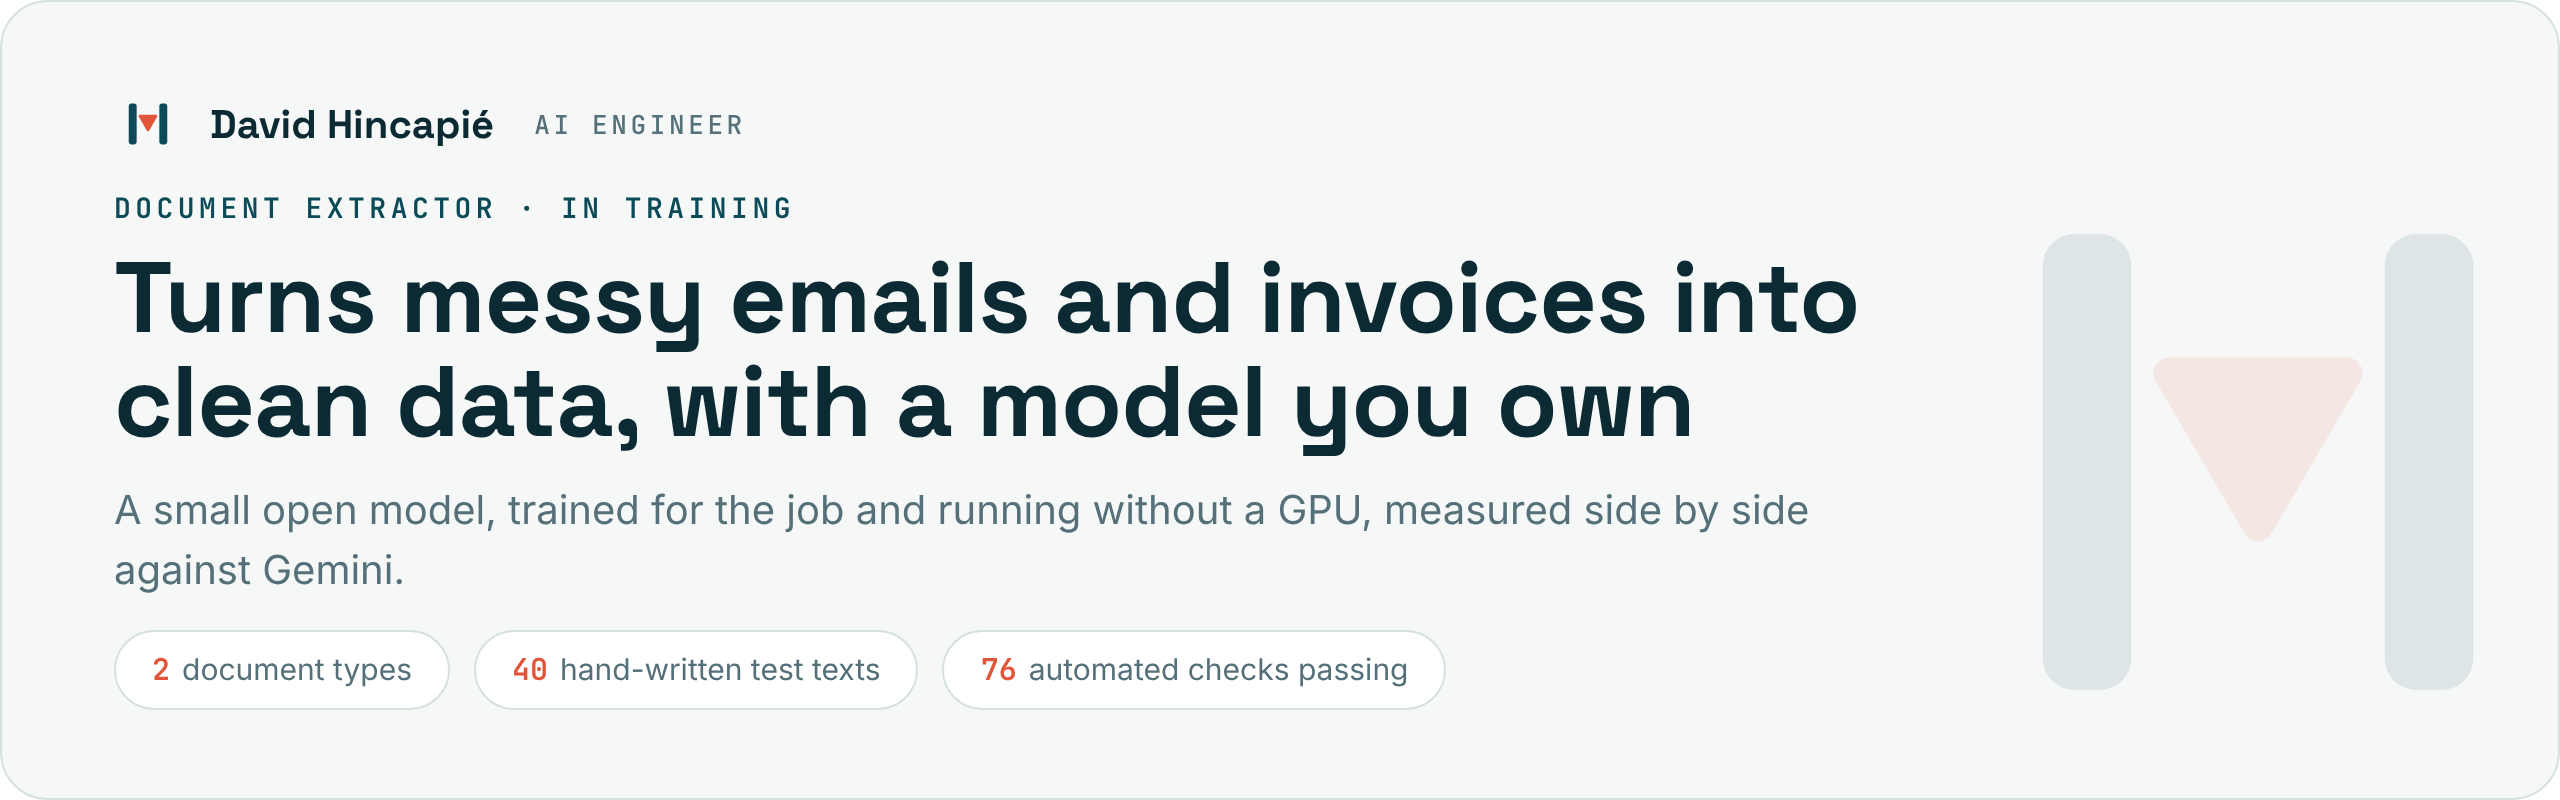 David Hincapié AI ENGINEER
DOCUMENT EXTRACTOR · IN TRAINING
Turns messy emails and invoices into
clean data, with a model you own
A small open model, trained for the job and running without a GPU, measured side by side
against Gemini.
2 document types 40 hand-written test texts 76 automated checks passing